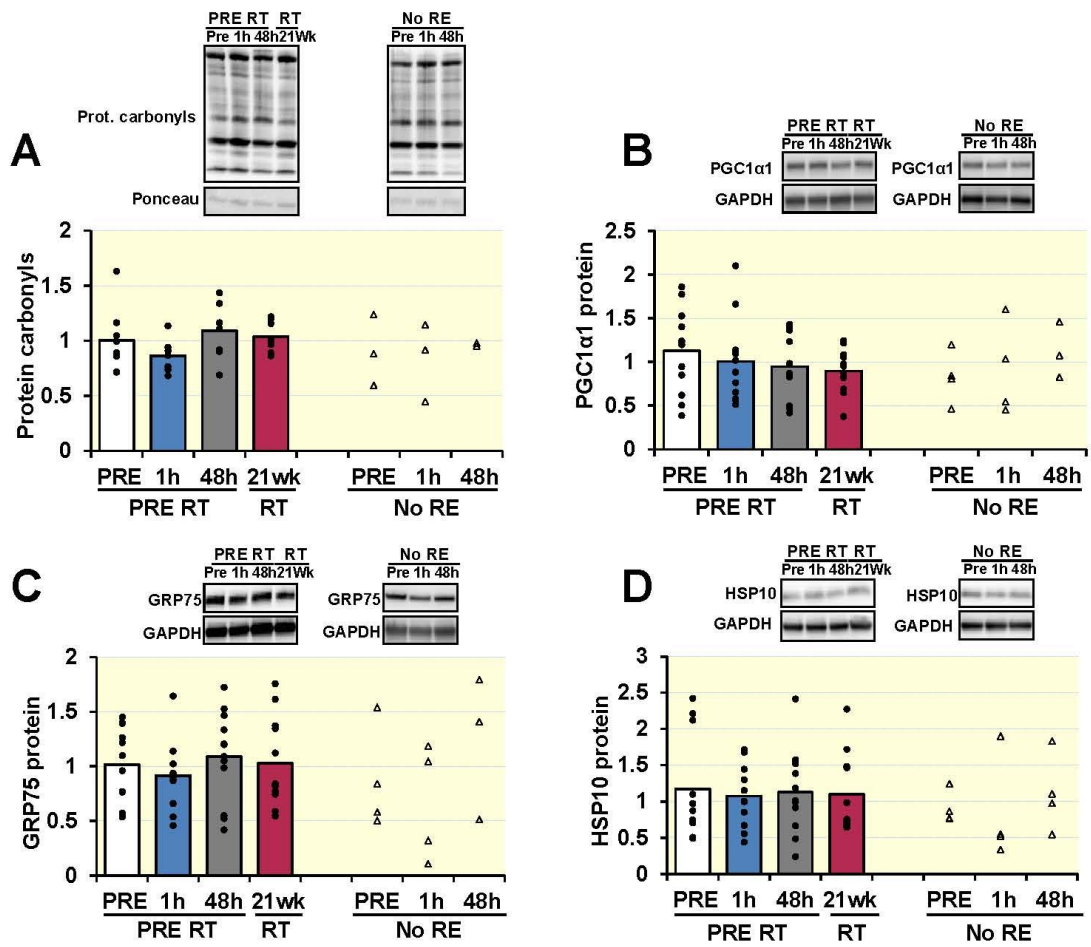 A
PRE RT RT
Pre 1h 48h 21Wk
No RE
Pre 1h 48h
Prot. carbonyls
Ponceau
Protein carbonyls
2
1.5
1
0.5
0
PRE 1h 48h 21wk PRE 1h 48h
PRE RT RT No RE
B
PRE RT RT
Pre 1h 48h 21Wk
No RE
Pre 1h 48h
PGC1α1 PGC1α1
GAPDH GAPDH
PGC1α1 protein
2.5
2
1.5
1
0.5
0
PRE 1h 48h 21wk PRE 1h 48h
PRE RT RT No RE
C
PRE RT RT
Pre 1h 48h 21Wk
No RE
Pre 1h 48h
GRP75 GRP75
GAPDH GAPDH
GRP75 protein
2
1.5
1
0.5
0
PRE 1h 48h 21wk PRE 1h 48h
PRE RT RT No RE
D
PRE RT RT
Pre 1h 48h 21Wk
No RE
Pre 1h 48h
HSP10 HSP10
GAPDH GAPDH
HSP10 protein
3
2.5
2
1.5
1
0.5
0
PRE 1h 48h 21wk PRE 1h 48h
PRE RT RT No RE